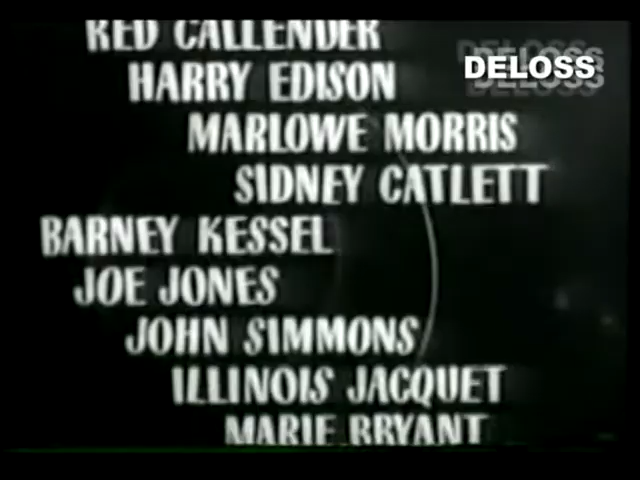 RED CALLENDER
DELOSS
HARRY EDISON
MARLOWE MORRIS
SIDNEY CATLETT
BARNEY KESSEL
JOE JONES
JOHN SIMMONS
ILLINOIS JACQUET
MARIE BRYANT